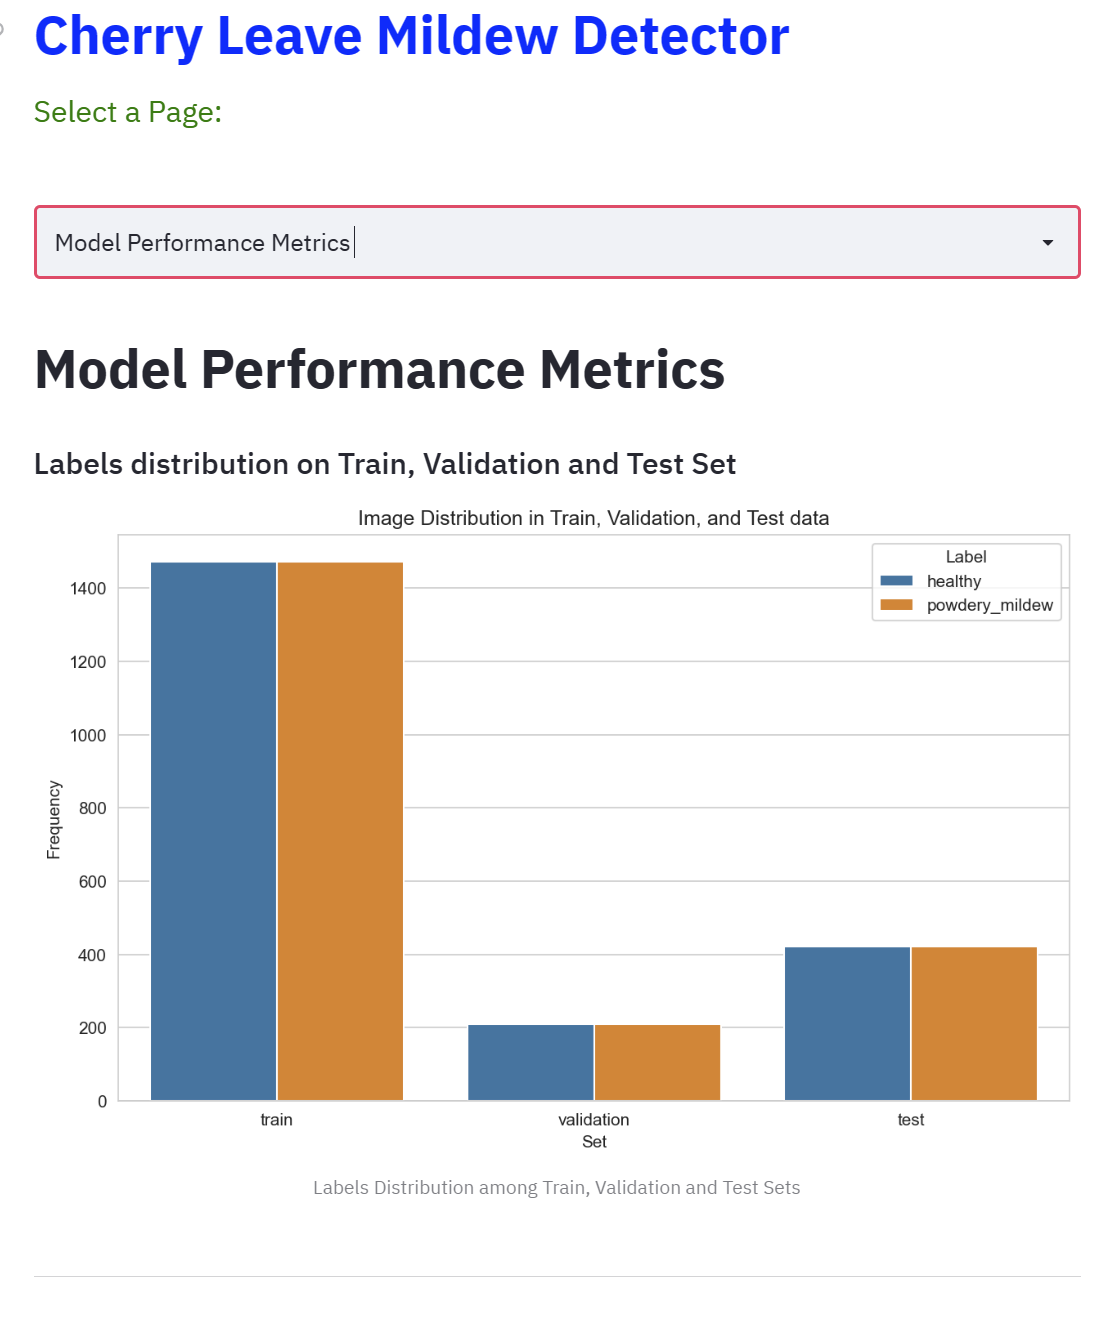 Cherry Leave Mildew Detector
Select a Page:
Model Performance Metrics
Model Performance Metrics
Labels distribution on Train, Validation and Test Set
Image Distribution in Train, Validation, and Test data
Label
healthy
powdery_mildew
1400
1200
1000
800
600
400
200
0
Frequency
train
validation
test
Set
Labels Distribution among Train, Validation and Test Sets